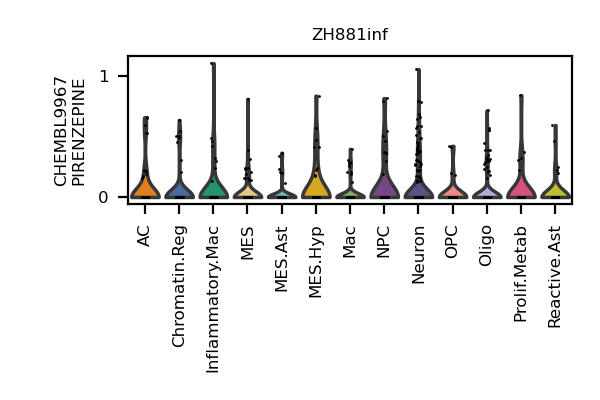 ZH881inf
CHEMBL9967
PIRENZEPINE
1
0
AC
Chromatin.Reg
Inflammatory.Mac
MES
MES.Ast
MES.Hyp
Mac
NPC
Neuron
OPC
Oligo
Prolif.Metab
Reactive.Ast